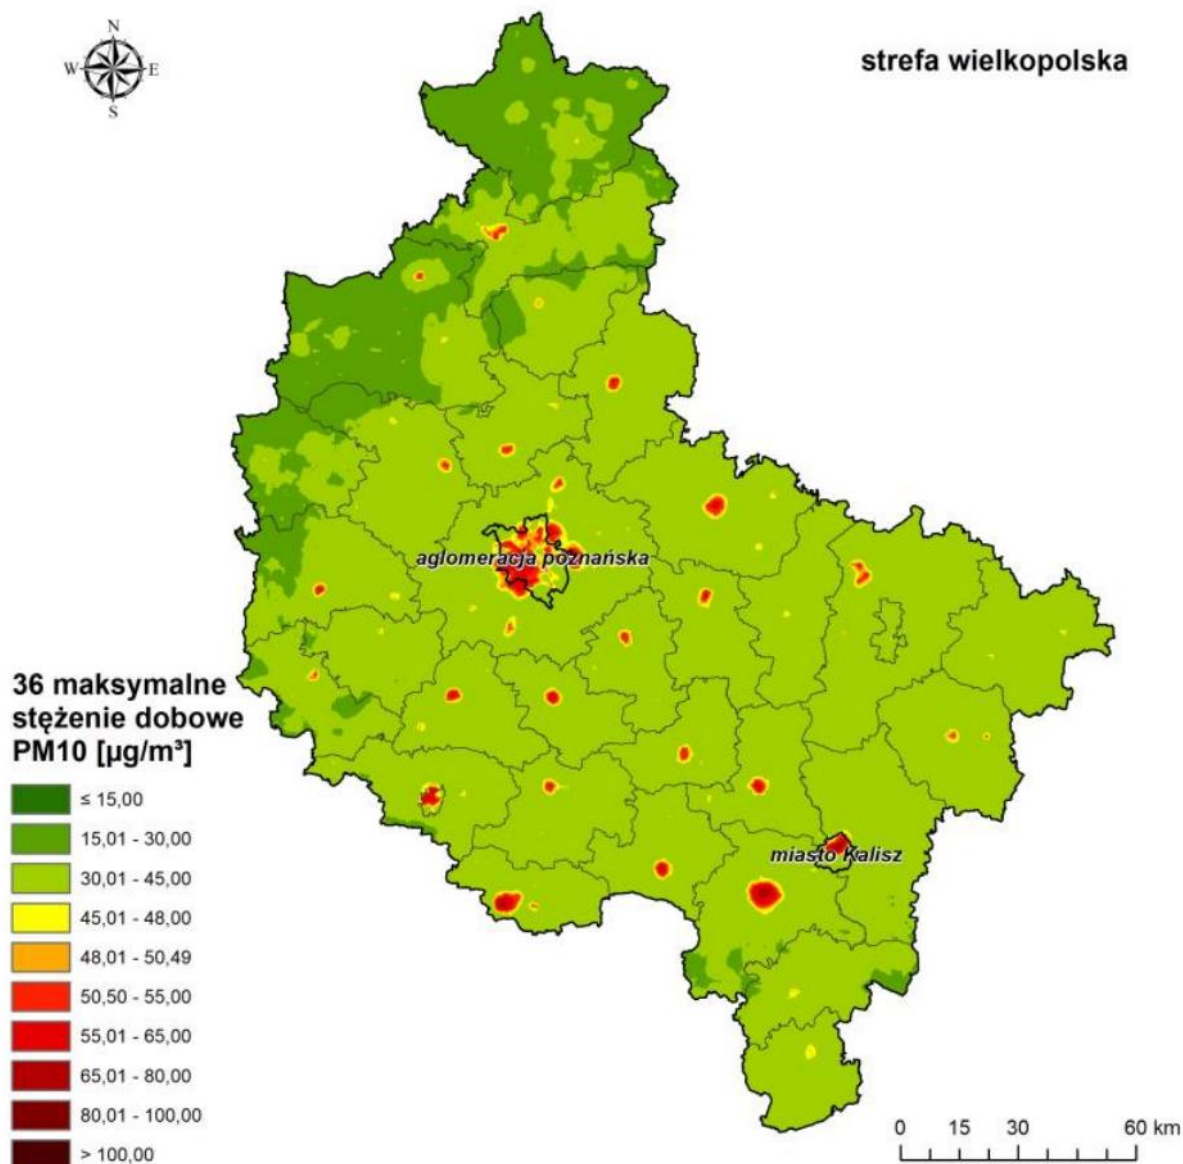 N
W E
S
strefa wielkopolska
aglomeracja poznańska
miasto Kalisz
36 maksymalne
stężenie dobowe
PM10 [µg/m³]
≤ 15,00
15,01 - 30,00
30,01 - 45,00
45,01 - 48,00
48,01 - 50,49
50,50 - 55,00
55,01 - 65,00
65,01 - 80,00
80,01 - 100,00
> 100,00
0 15 30 60 km